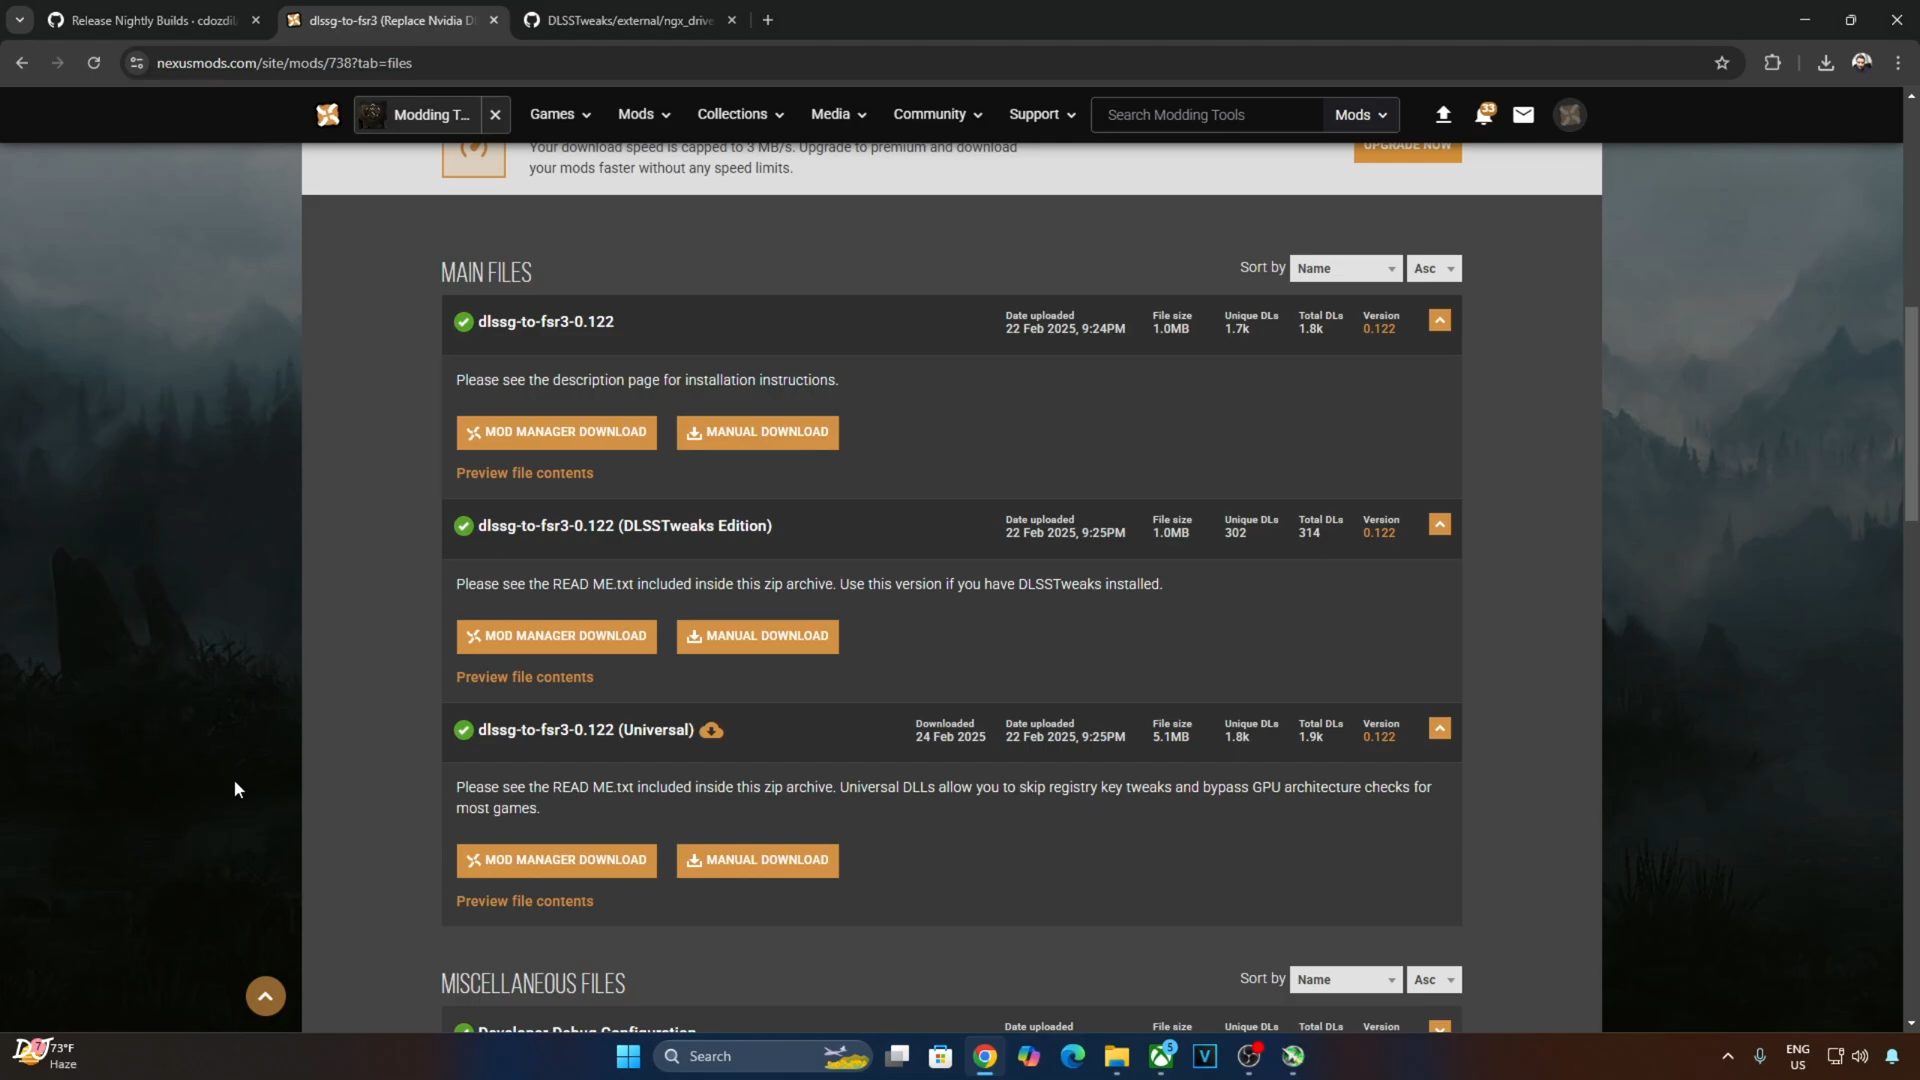 Release Nightly Builds · cdozdil
dlssg-to-fsr3 (Replace Nvidia D
DLSSTweaks/external/ngx_drive
nexusmods.com/site/mods/738?tab=files
Modding T...
Games
Mods
Collections
Media
Community
Support
Search Modding Tools
Mods
33
Your download speed is capped to 3 MB/s. Upgrade to premium and download
your mods faster without any speed limits.
UPGRADE NOW
MAIN FILES
Sort by Name Asc
dlssg-to-fsr3-0.122
Date uploaded File size Unique DLs Total DLs Version
22 Feb 2025, 9:24PM 1.0MB 1.7k 1.8k 0.122
Please see the description page for installation instructions.
MOD MANAGER DOWNLOAD MANUAL DOWNLOAD
Preview file contents
dlssg-to-fsr3-0.122 (DLSSTweaks Edition)
Date uploaded File size Unique DLs Total DLs Version
22 Feb 2025, 9:25PM 1.0MB 302 314 0.122
Please see the READ ME.txt included inside this zip archive. Use this version if you have DLSSTweaks installed.
MOD MANAGER DOWNLOAD MANUAL DOWNLOAD
Preview file contents
dlssg-to-fsr3-0.122 (Universal)
Downloaded Date uploaded File size Unique DLs Total DLs Version
24 Feb 2025 22 Feb 2025, 9:25PM 5.1MB 1.8k 1.9k 0.122
Please see the READ ME.txt included inside this zip archive. Universal DLLs allow you to skip registry key tweaks and bypass GPU architecture checks for
most games.
MOD MANAGER DOWNLOAD MANUAL DOWNLOAD
Preview file contents
MISCELLANEOUS FILES
Sort by Name Asc
Developer Debug Configuration
Date uploaded File size Unique DLs Total DLs Version
DJ
73°F
Haze
Search
5
V
ENG
US